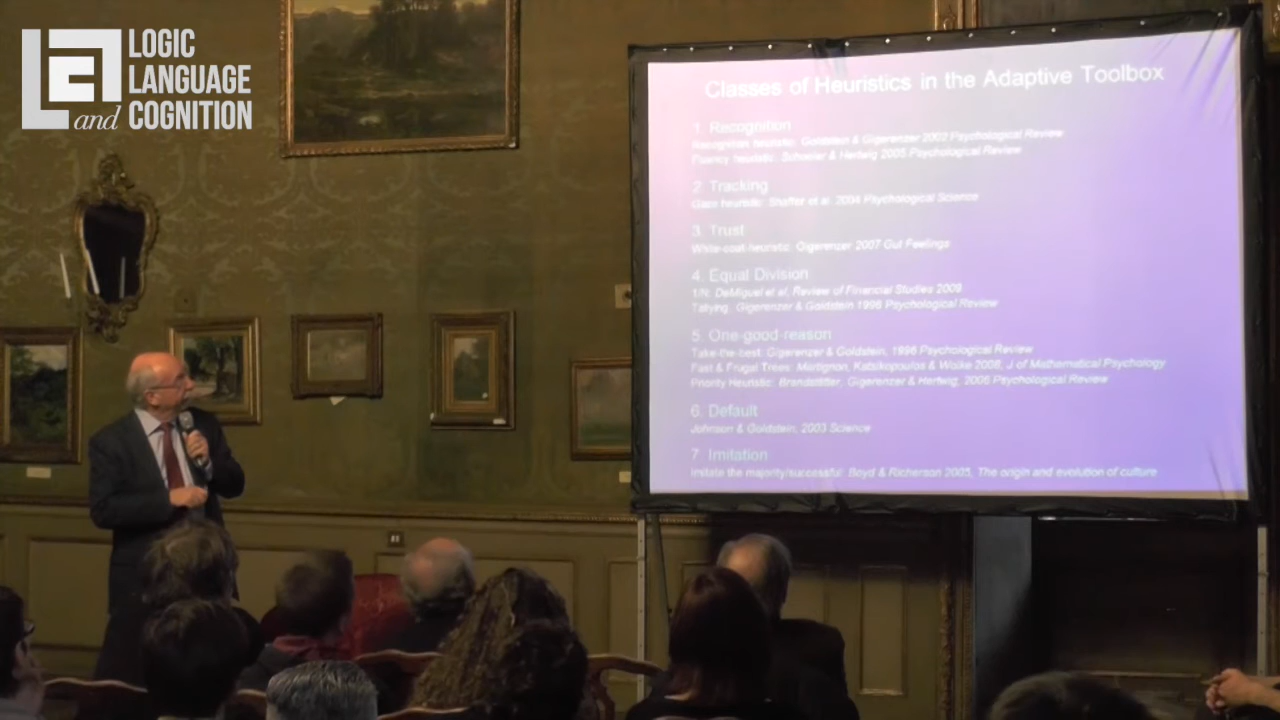 LOGIC
LANGUAGE
and COGNITION
Classes of Heuristics in the Adaptive Toolbox
1. Recognition
Recognition heuristic: Goldstein & Gigerenzer 2002 Psychological Review
Fluency heuristic: Schooler & Hertwig 2005 Psychological Review
2. Tracking
Gaze heuristic: Shaffer et al. 2004 Psychological Science
3. Trust
White-coat-heuristic: Gigerenzer 2007 Gut Feelings
4. Equal Division
1/N: DeMiguel et al, Review of Financial Studies 2009
Tallying: Gigerenzer & Goldstein 1996 Psychological Review
5. One-good-reason
Take-the-best: Gigerenzer & Goldstein, 1996 Psychological Review
Fast & Frugal Trees: Martignon, Katsikopoulos & Woike 2008, J of Mathematical Psychology
Priority Heuristic: Brandstätter, Gigerenzer & Hertwig, 2006 Psychological Review
6. Default
Johnson & Goldstein, 2003 Science
7 Imitation
Imitate the majority/successful: Boyd & Richerson 2005, The origin and evolution of culture